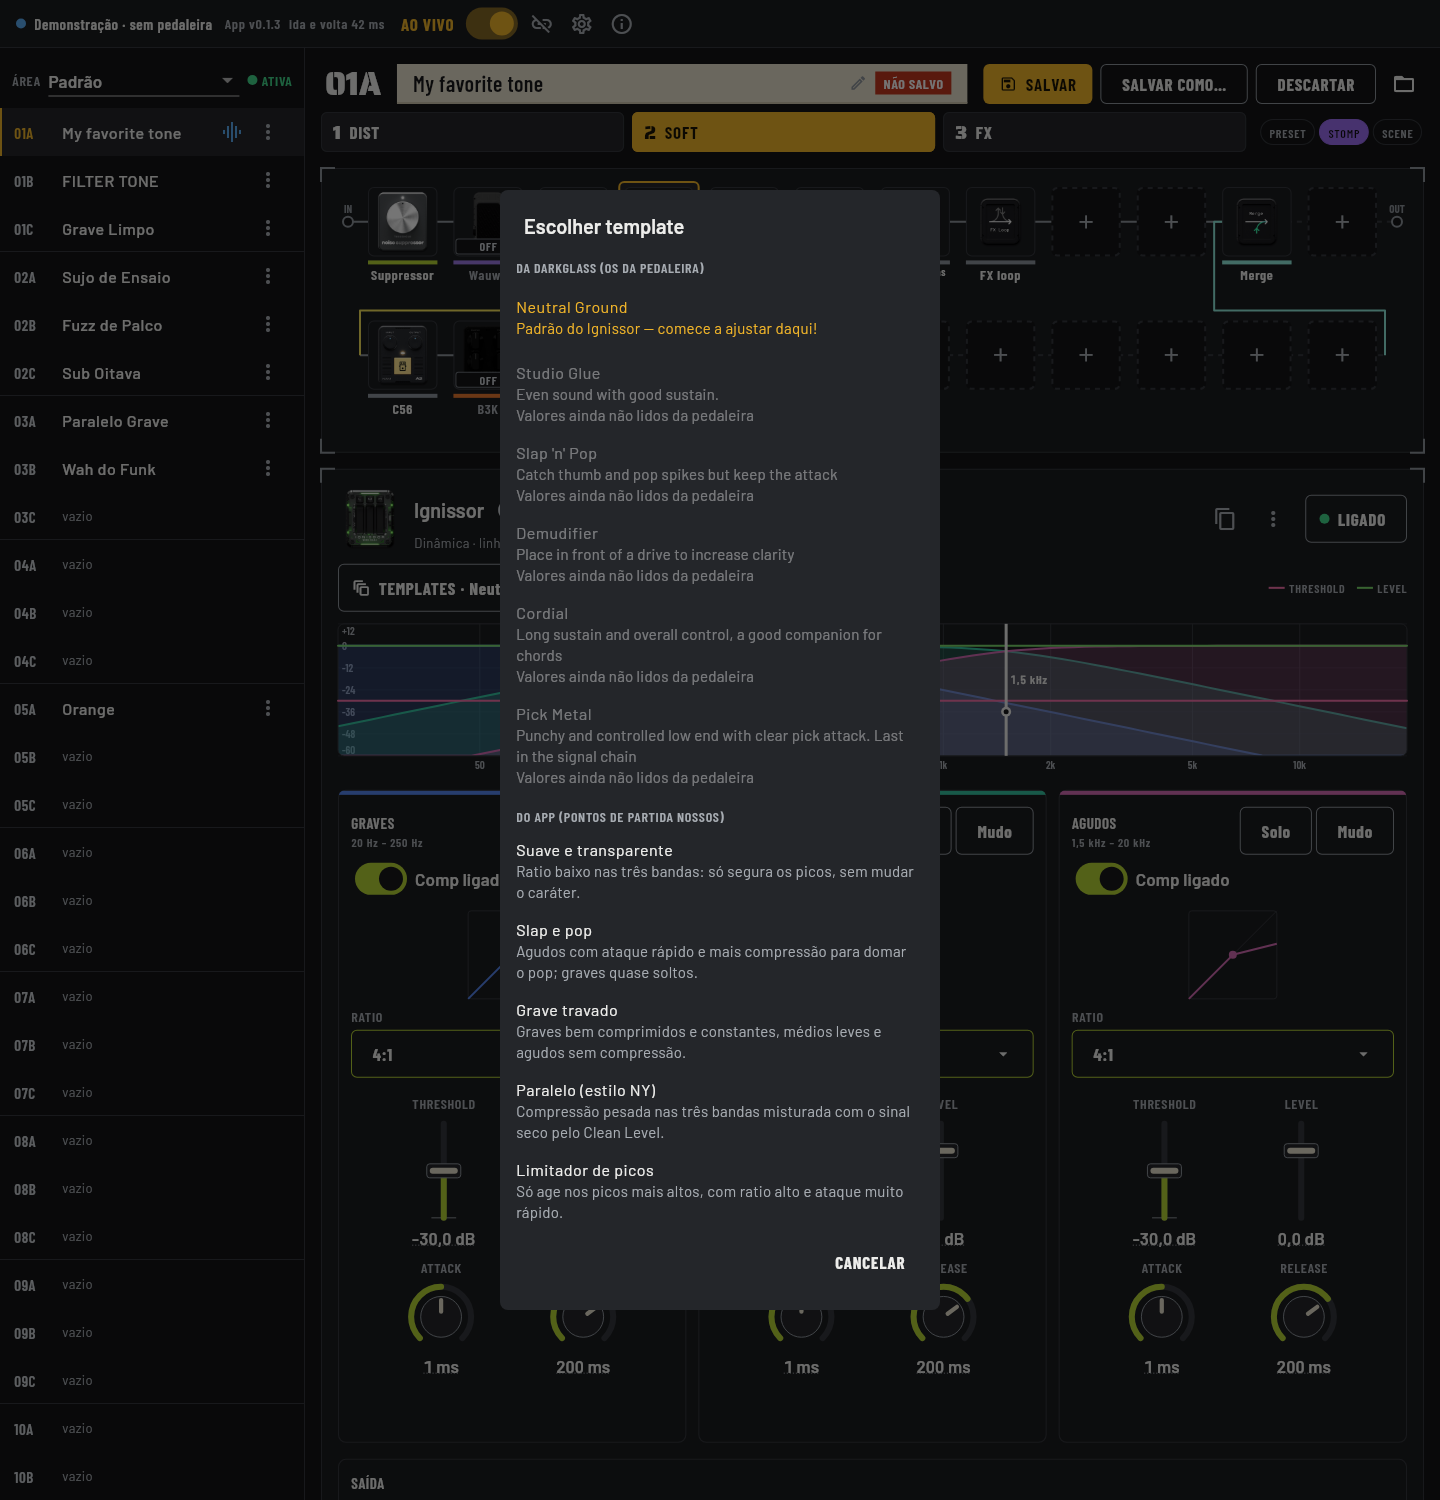 Demonstração · sem pedaleira App v0.1.3 Ida e volta 42 ms AO VIVO
ÁREA Padrão ATIVA
01A My favorite tone
01B FILTER TONE
01C Grave Limpo
02A Sujo de Ensaio
02B Fuzz de Palco
02C Sub Oitava
03A Paralelo Grave
03B Wah do Funk
03C vazio
04A vazio
04B vazio
04C vazio
05A Orange
05B vazio
05C vazio
06A vazio
06B vazio
06C vazio
07A vazio
07B vazio
07C vazio
08A vazio
08B vazio
08C vazio
09A vazio
09B vazio
09C vazio
10A vazio
10B vazio
01A My favorite tone NÃO SALVO SALVAR SALVAR COMO... DESCARTAR
1 DIST 2 SOFT 3 FX PRESET STOMP SCENE
IN OFF OUT
Suppressor Wauw FX loop Merge
OFF
C56 B3K
Ignissor
Dinâmica · linh
LIGADO
TEMPLATES · Neut
THRESHOLD LEVEL
+12
0
-12
-24
-36
-48
-60
1,5 kHz
50 1k 2k 5k 10k
GRAVES
20 Hz – 250 Hz
Comp ligad
Mudo
AGUDOS
1,5 kHz – 20 kHz
Solo Mudo
Comp ligado
RATIO RATIO
4:1 4:1
THRESHOLD VEL THRESHOLD LEVEL
-30,0 dB dB -30,0 dB 0,0 dB
ATTACK EASE ATTACK RELEASE
1 ms 200 ms 1 ms 200 ms 1 ms 200 ms
SAÍDA
Escolher template
DA DARKGLASS (OS DA PEDALEIRA)
Neutral Ground
Padrão do Ignissor — comece a ajustar daqui!
Studio Glue
Even sound with good sustain.
Valores ainda não lidos da pedaleira
Slap 'n' Pop
Catch thumb and pop spikes but keep the attack
Valores ainda não lidos da pedaleira
Demudifier
Place in front of a drive to increase clarity
Valores ainda não lidos da pedaleira
Cordial
Long sustain and overall control, a good companion for
chords
Valores ainda não lidos da pedaleira
Pick Metal
Punchy and controlled low end with clear pick attack. Last
in the signal chain
Valores ainda não lidos da pedaleira
DO APP (PONTOS DE PARTIDA NOSSOS)
Suave e transparente
Ratio baixo nas três bandas: só segura os picos, sem mudar
o caráter.
Slap e pop
Agudos com ataque rápido e mais compressão para domar
o pop; graves quase soltos.
Grave travado
Graves bem comprimidos e constantes, médios leves e
agudos sem compressão.
Paralelo (estilo NY)
Compressão pesada nas três bandas misturada com o sinal
seco pelo Clean Level.
Limitador de picos
Só age nos picos mais altos, com ratio alto e ataque muito
rápido.
CANCELAR